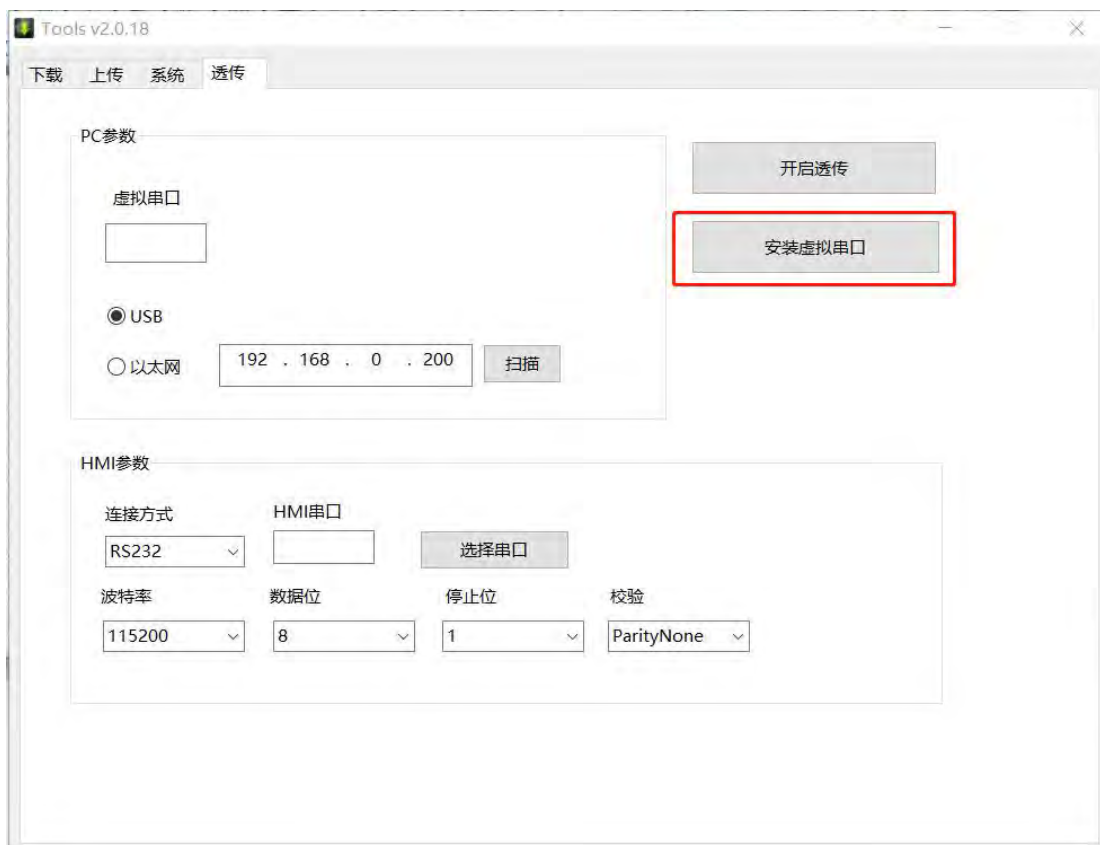 Tools v2.0.18
下载 上传 系统 透传
PC参数
开启透传
虚拟串口
安装虚拟串口
USB
以太网 192 . 168 . 0 . 200 扫描
HMI参数
连接方式 HMI串口
RS232 选择串口
波特率 数据位 停止位 校验
115200 8 1 ParityNone